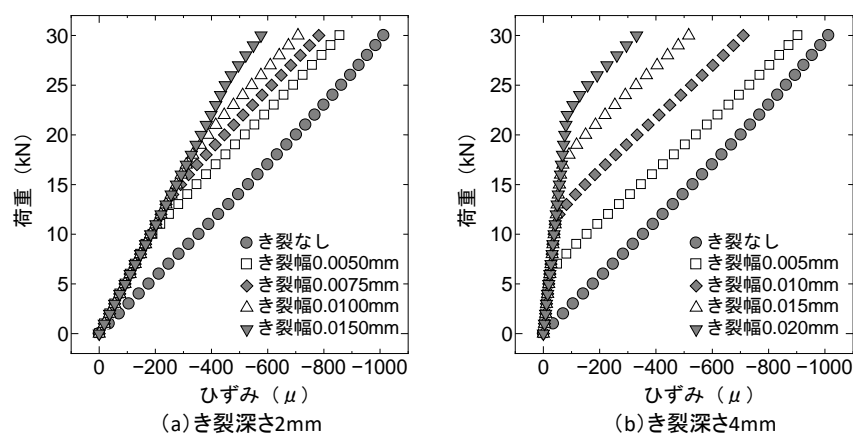 荷重 (kN)
30
25
20
15
10
5
0
き裂なし
き裂幅0.0050mm
き裂幅0.0075mm
き裂幅0.0100mm
き裂幅0.0150mm
0 −200 −400 −600 −800 −1000
ひずみ (μ)
(a)き裂深さ2mm
荷重 (kN)
30
25
20
15
10
5
0
き裂なし
き裂幅0.005mm
き裂幅0.010mm
き裂幅0.015mm
き裂幅0.020mm
0 −200 −400 −600 −800 −1000
ひずみ (μ)
(b)き裂深さ4mm